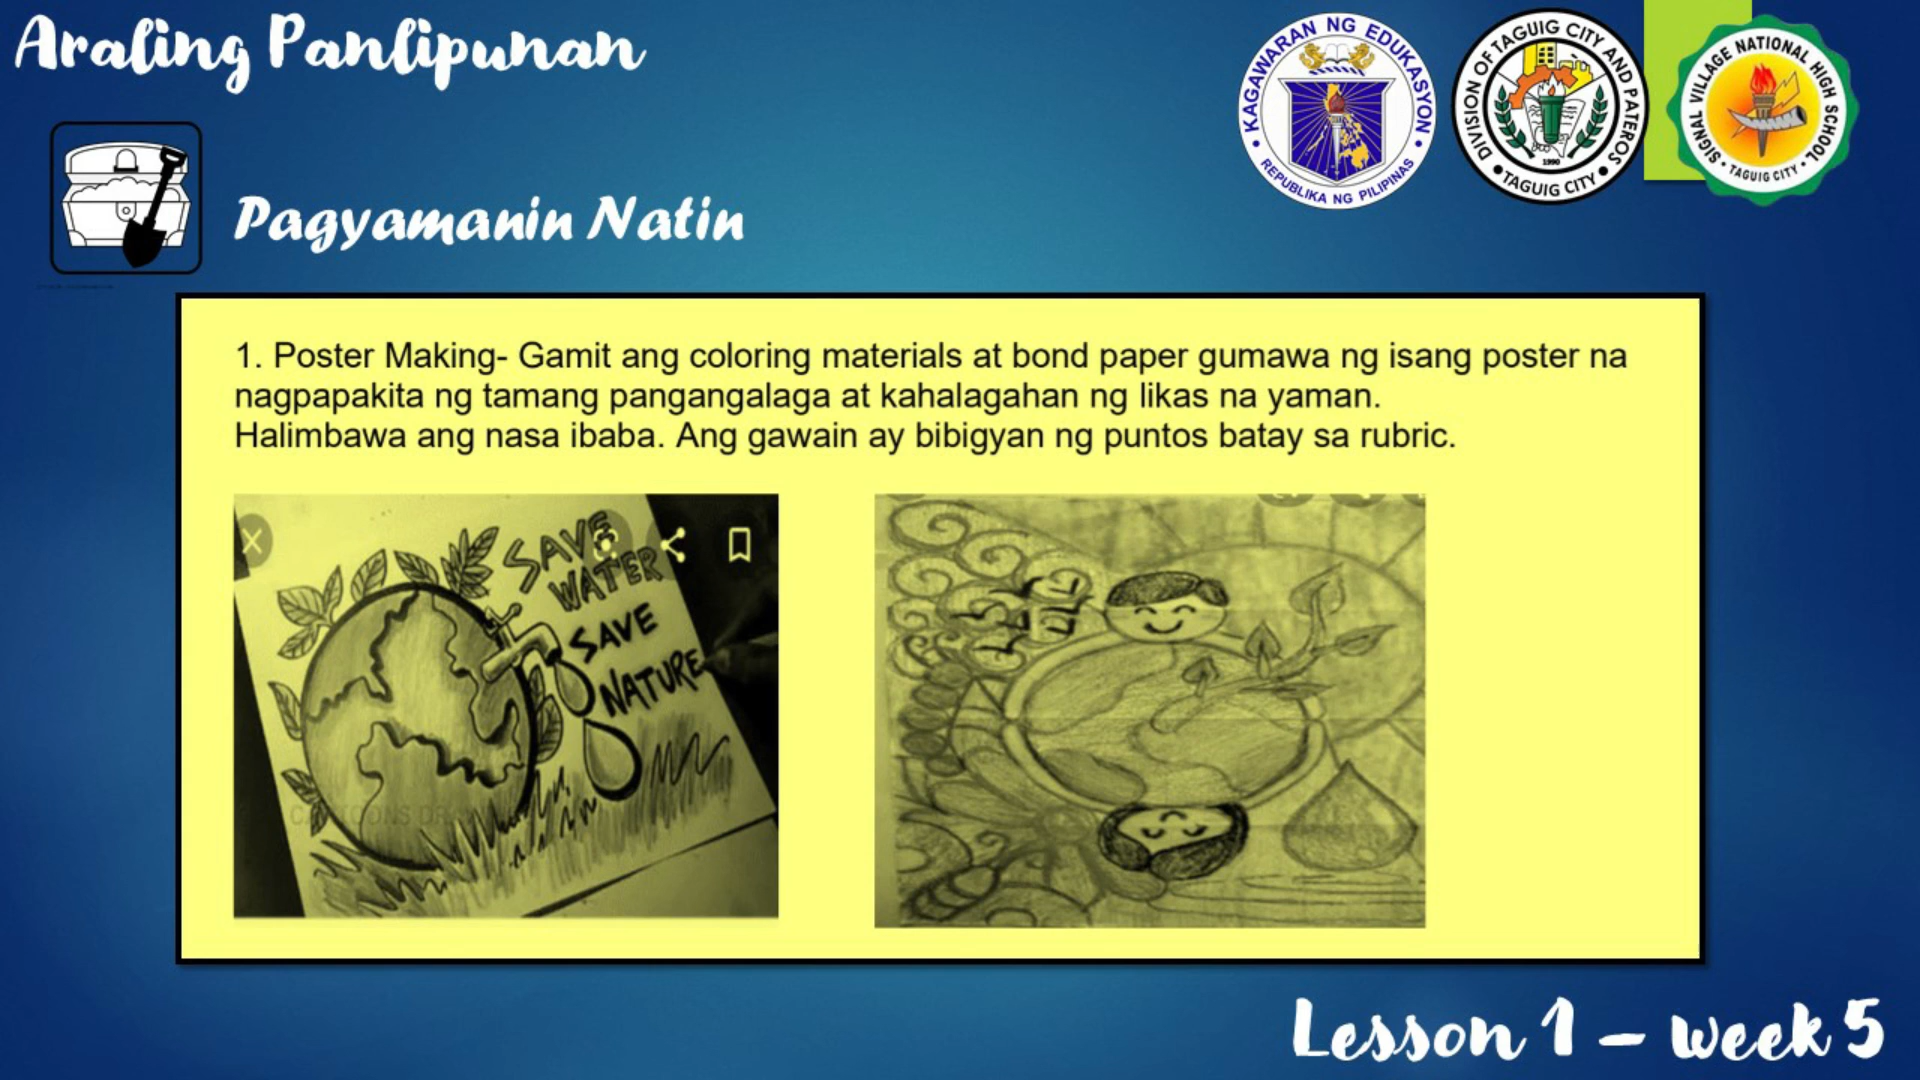 Araling Panlipunan
KAGAWARAN NG EDUKASYON
REPUBLIKA NG PILIPINAS
DIVISION OF TAGUIG CITY AND PATEROS
1990
• TAGUIG CITY •
SIGNAL VILLAGE NATIONAL HIGH SCHOOL
• TAGUIG CITY •
Pagyamanin Natin
1. Poster Making- Gamit ang coloring materials at bond paper gumawa ng isang poster na
nagpapakita ng tamang pangangalaga at kahalagahan ng likas na yaman.
Halimbawa ang nasa ibaba. Ang gawain ay bibigyan ng puntos batay sa rubric.
SAVE
WATER
SAVE
NATURE
Lesson 1 – week 5